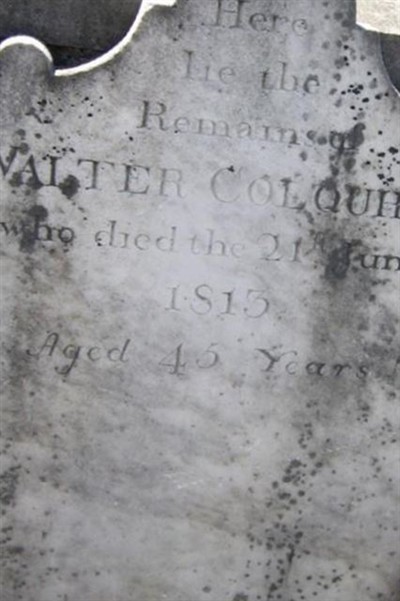 Here
lie the
Remains of
WALTER COLQUH
who died the 21st Jun
1813.
Aged 45 Years